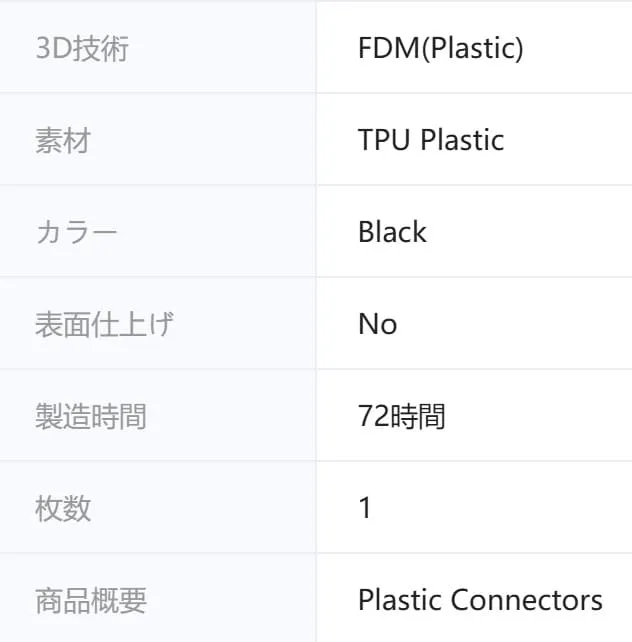 3D技術 FDM(Plastic)
素材 TPU Plastic
カラー Black
表面仕上げ No
製造時間 72時間
枚数 1
商品概要 Plastic Connectors